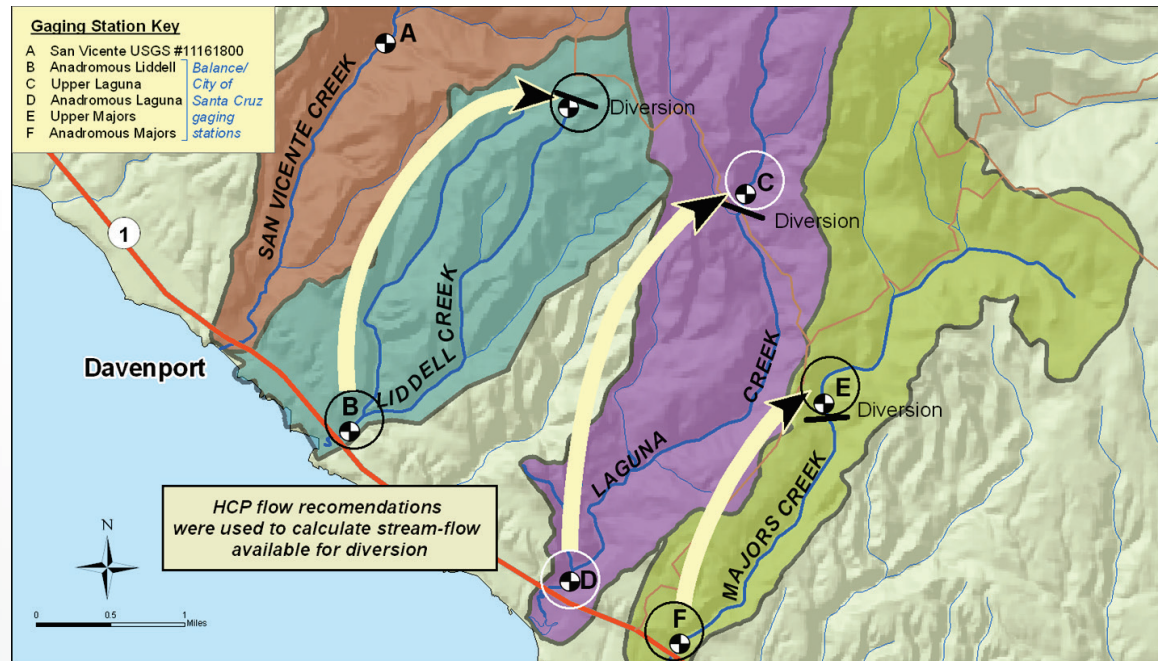 Gaging Station Key
A San Vicente USGS #11161800
B Anadromous Liddell Balance/
C Upper Laguna City of
D Anadromous Laguna Santa Cruz
E Upper Majors gaging
F Anadromous Majors stations
A
SAN VICENTE CREEK
Diversion
C
Diversion
1
LIDDELL CREEK
CREEK
Davenport
B
E
Diversion
LAGUNA
MAJORS CREEK
HCP flow recomendations
were used to calculate stream-flow
available for diversion
N
D
F
0 0.5 1
Miles